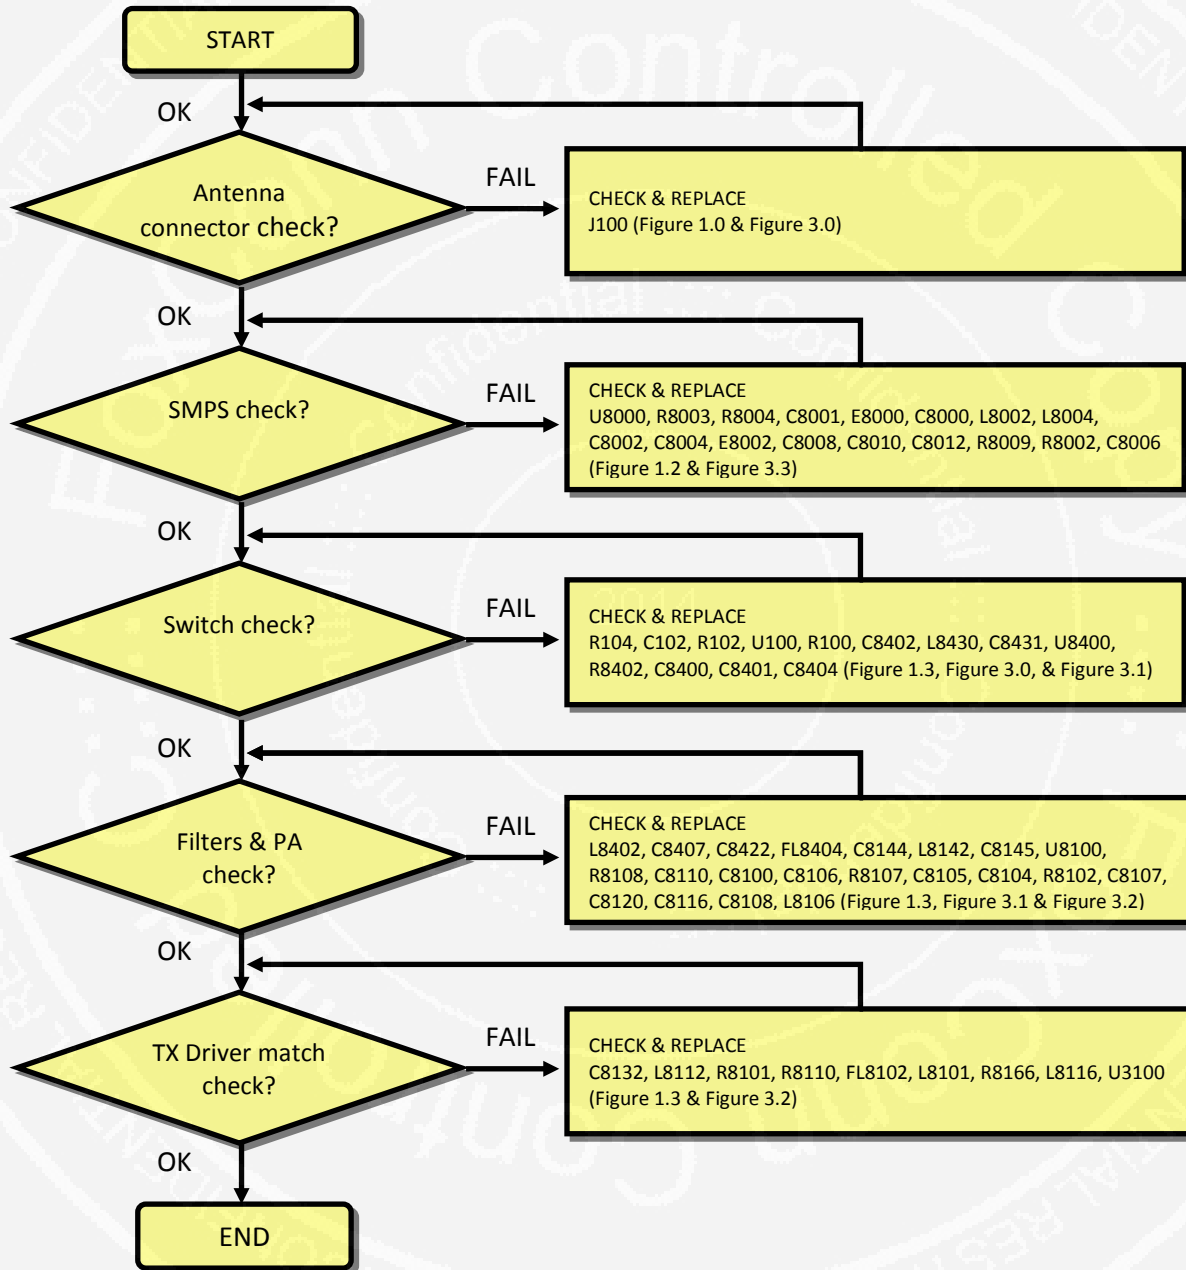 START
OK
Antenna
connector check?
FAIL
CHECK & REPLACE
J100 (Figure 1.0 & Figure 3.0)
OK
SMPS check?
FAIL
CHECK & REPLACE
U8000, R8003, R8004, C8001, E8000, C8000, L8002, L8004,
C8002, C8004, E8002, C8008, C8010, C8012, R8009, R8002, C8006
(Figure 1.2 & Figure 3.3)
OK
Switch check?
FAIL
CHECK & REPLACE
R104, C102, R102, U100, R100, C8402, L8430, C8431, U8400,
R8402, C8400, C8401, C8404 (Figure 1.3, Figure 3.0, & Figure 3.1)
OK
Filters & PA
check?
FAIL
CHECK & REPLACE
L8402, C8407, C8422, FL8404, C8144, L8142, C8145, U8100,
R8108, C8110, C8100, C8106, R8107, C8105, C8104, R8102, C8107,
C8120, C8116, C8108, L8106 (Figure 1.3, Figure 3.1 & Figure 3.2)
OK
TX Driver match
check?
FAIL
CHECK & REPLACE
C8132, L8112, R8101, R8110, FL8102, L8101, R8166, L8116, U3100
(Figure 1.3 & Figure 3.2)
OK
END
Foxconn Controlled Copy
Confidential
2014